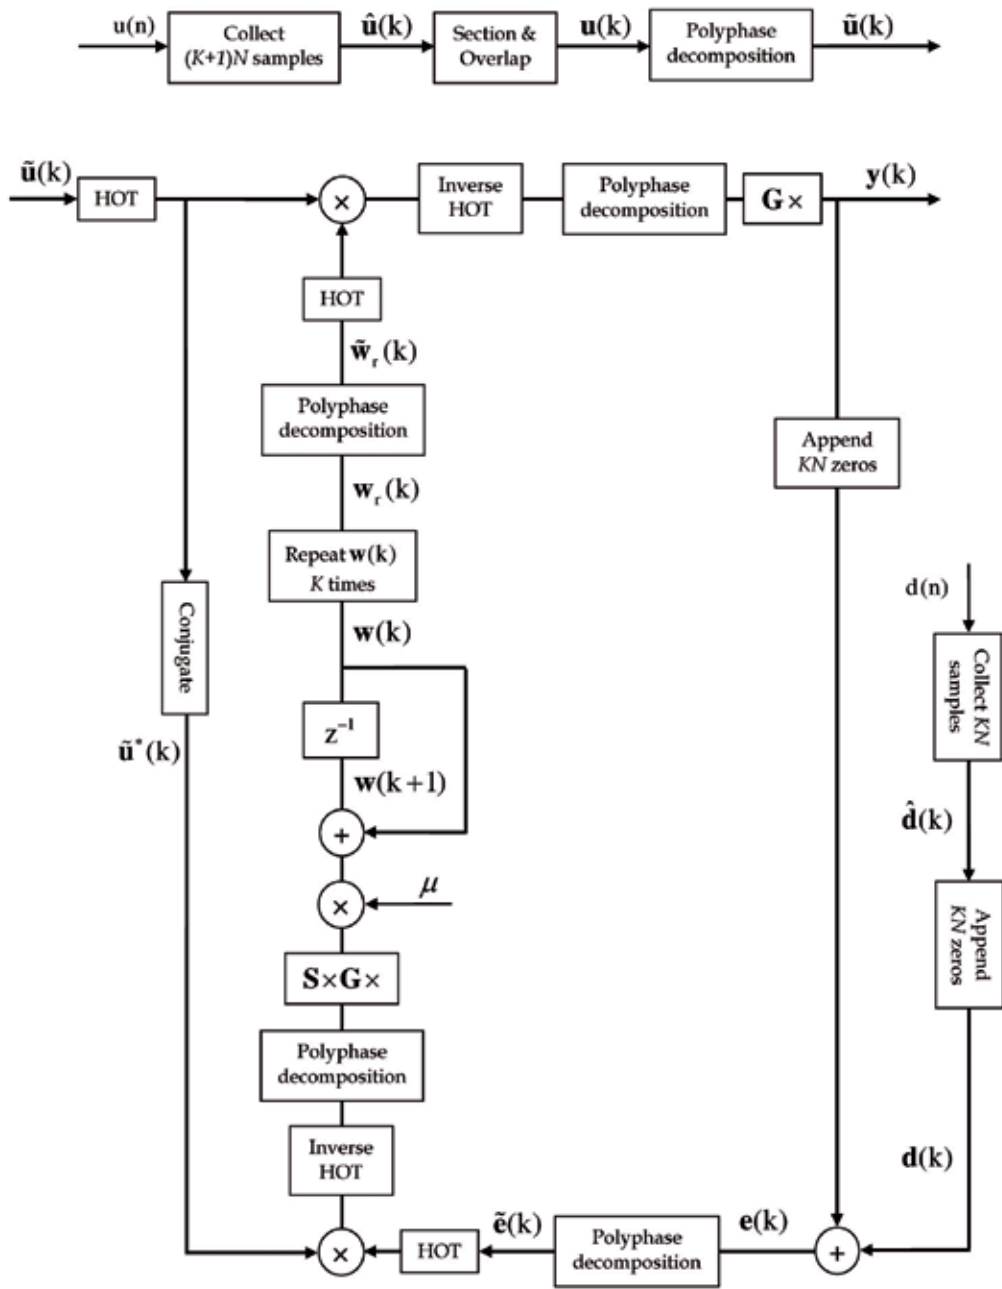 u(n)
Collect
(K+1)N samples
û(k)
Section &
Overlap
u(k)
Polyphase
decomposition
ũ(k)
ũ(k)
HOT
×
Inverse
HOT
Polyphase
decomposition
G×
y(k)
HOT
w̃r(k)
Polyphase
decomposition
wr(k)
Append
KN zeros
Repeat w(k)
K times
w(k)
Conjugate
ũ*(k)
z⁻¹
w(k+1)
+
×
μ
S×G×
Polyphase
decomposition
Inverse
HOT
×
HOT
ẽ(k)
Polyphase
decomposition
e(k)
+
d(n)
Collect KN
samples
d̂(k)
Append
KN zeros
d(k)